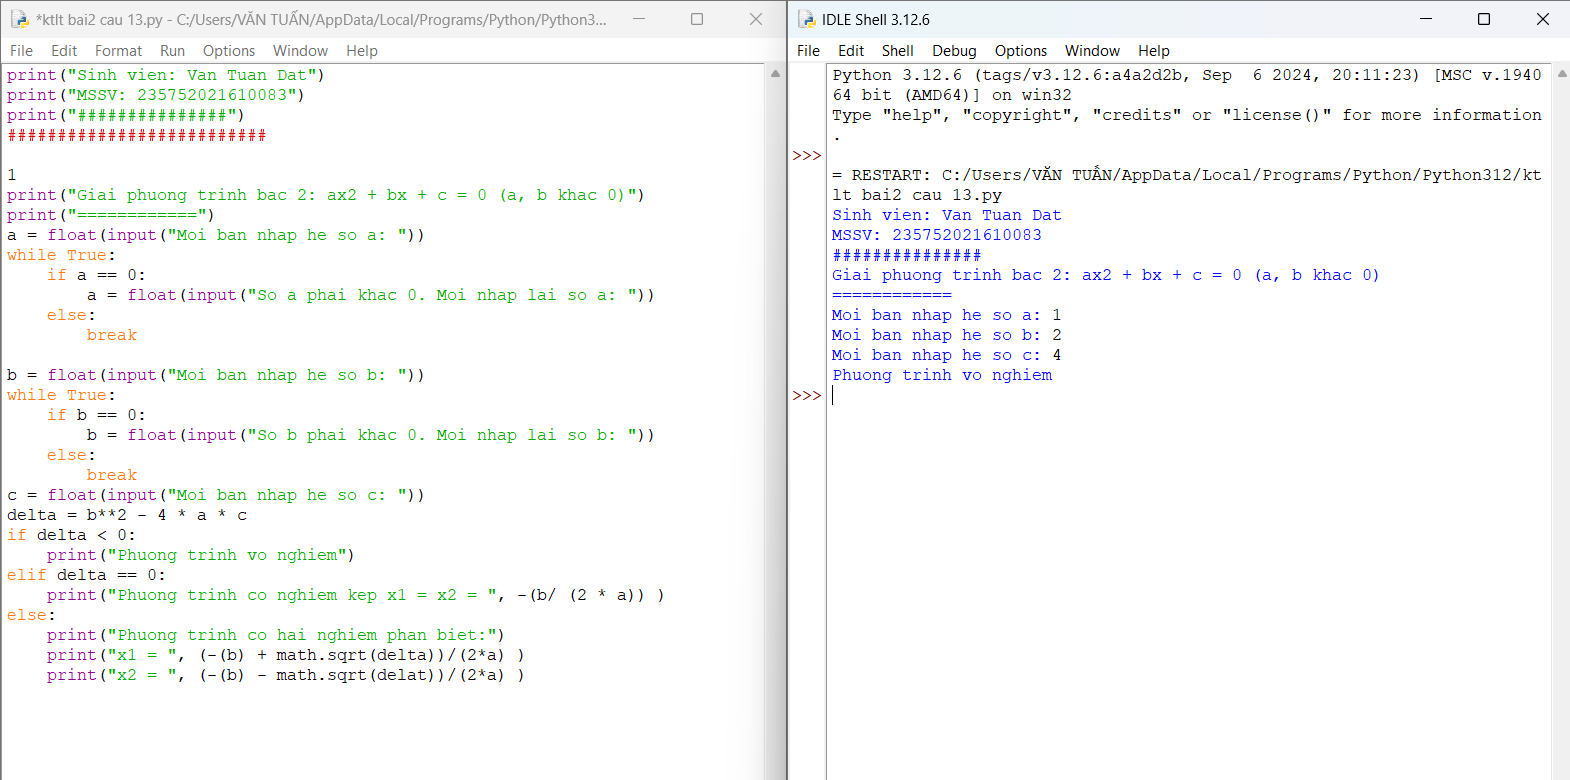 *ktlt bai2 cau 13.py - C:/Users/VĂN TUẤN/AppData/Local/Programs/Python/Python3...
File Edit Format Run Options Window Help
print("Sinh vien: Van Tuan Dat")
print("MSSV: 235752021610083")
print("###############")
##########################
1
print("Giai phuong trinh bac 2: ax2 + bx + c = 0 (a, b khac 0)")
print("============")
a = float(input("Moi ban nhap he so a: "))
while True:
    if a == 0:
        a = float(input("So a phai khac 0. Moi nhap lai so a: "))
    else:
        break
b = float(input("Moi ban nhap he so b: "))
while True:
    if b == 0:
        b = float(input("So b phai khac 0. Moi nhap lai so b: "))
    else:
        break
c = float(input("Moi ban nhap he so c: "))
delta = b**2 - 4 * a * c
if delta < 0:
    print("Phuong trinh vo nghiem")
elif delta == 0:
    print("Phuong trinh co nghiem kep x1 = x2 = ", -(b/ (2 * a)) )
else:
    print("Phuong trinh co hai nghiem phan biet:")
    print("x1 = ", (-(b) + math.sqrt(delta))/(2*a) )
    print("x2 = ", (-(b) - math.sqrt(delat))/(2*a) )
IDLE Shell 3.12.6
File Edit Shell Debug Options Window Help
Python 3.12.6 (tags/v3.12.6:a4a2d2b, Sep  6 2024, 20:11:23) [MSC v.1940
64 bit (AMD64)] on win32
Type "help", "copyright", "credits" or "license()" for more information
.
>>>
= RESTART: C:/Users/VĂN TUẤN/AppData/Local/Programs/Python/Python312/kt
lt bai2 cau 13.py
Sinh vien: Van Tuan Dat
MSSV: 235752021610083
###############
Giai phuong trinh bac 2: ax2 + bx + c = 0 (a, b khac 0)
============
Moi ban nhap he so a: 1
Moi ban nhap he so b: 2
Moi ban nhap he so c: 4
Phuong trinh vo nghiem
>>>